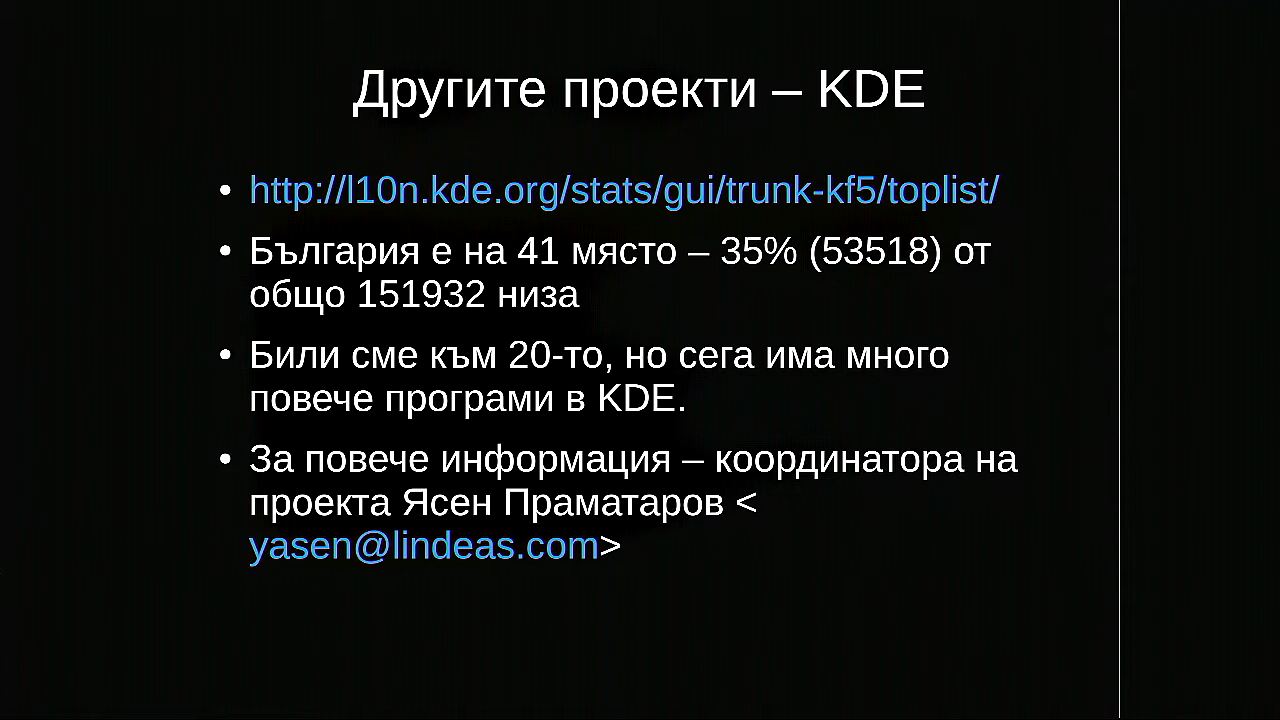 Другите проекти – KDE
• http://l10n.kde.org/stats/gui/trunk-kf5/toplist/
• България е на 41 място – 35% (53518) от
общо 151932 низа
• Били сме към 20-то, но сега има много
повече програми в KDE.
• За повече информация – координатора на
проекта Ясен Праматаров <
yasen@lindeas.com>